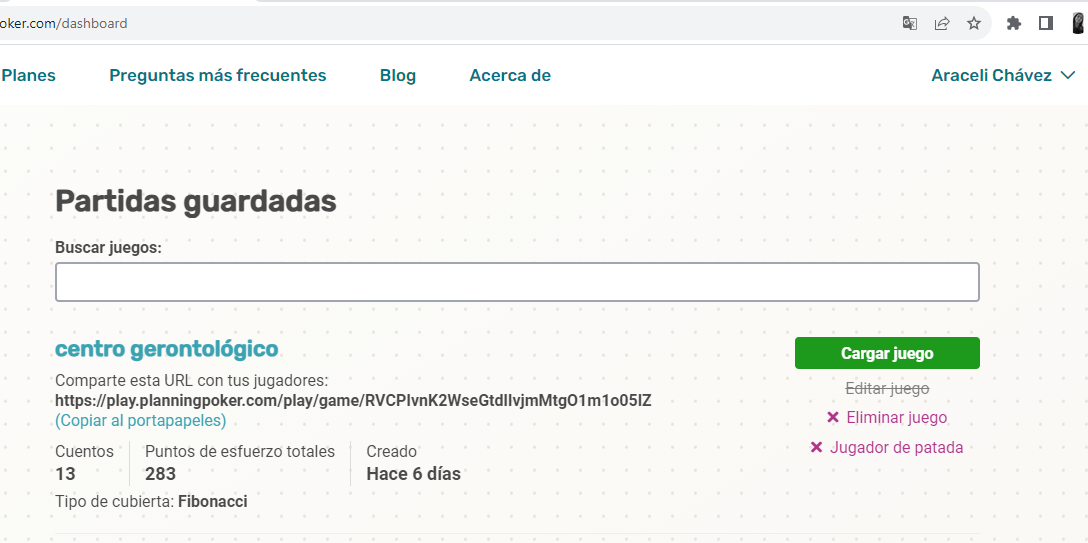 oker.com/dashboard
Planes Preguntas más frecuentes Blog Acerca de Araceli Chávez
Partidas guardadas
Buscar juegos:
centro gerontológico
Cargar juego
Comparte esta URL con tus jugadores:
Editar juego
https://play.planningpoker.com/play/game/RVCPlvnK2WseGtdllvjmMtgO1m1o05lZ
(Copiar al portapapeles)
Eliminar juego
Jugador de patada
Cuentos Puntos de esfuerzo totales Creado
13 283 Hace 6 días
Tipo de cubierta: Fibonacci